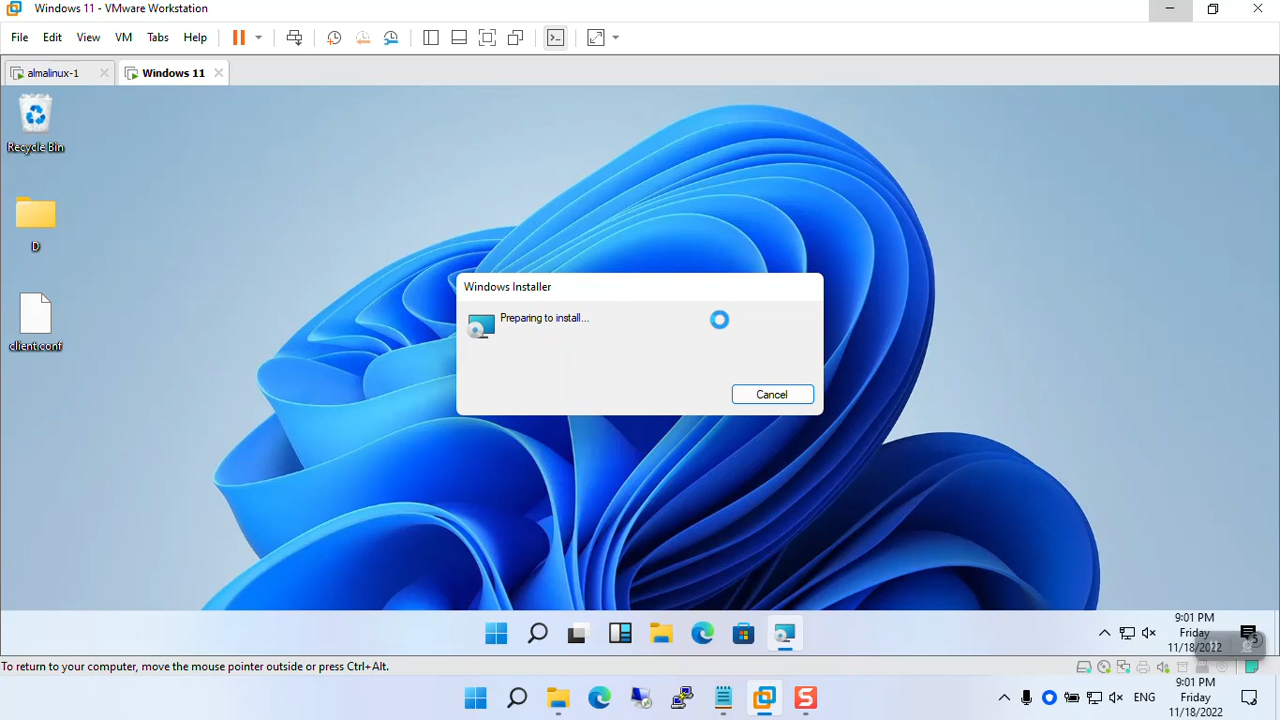 Windows 11 - VMware Workstation
File Edit View VM Tabs Help
almalinux-1 Windows 11
Recycle Bin
D
client.conf
Windows Installer
Preparing to install...
Cancel
9:01 PM
Friday
11/18/2022
5
To return to your computer, move the mouse pointer outside or press Ctrl+Alt.
ENG
9:01 PM
Friday
11/18/2022